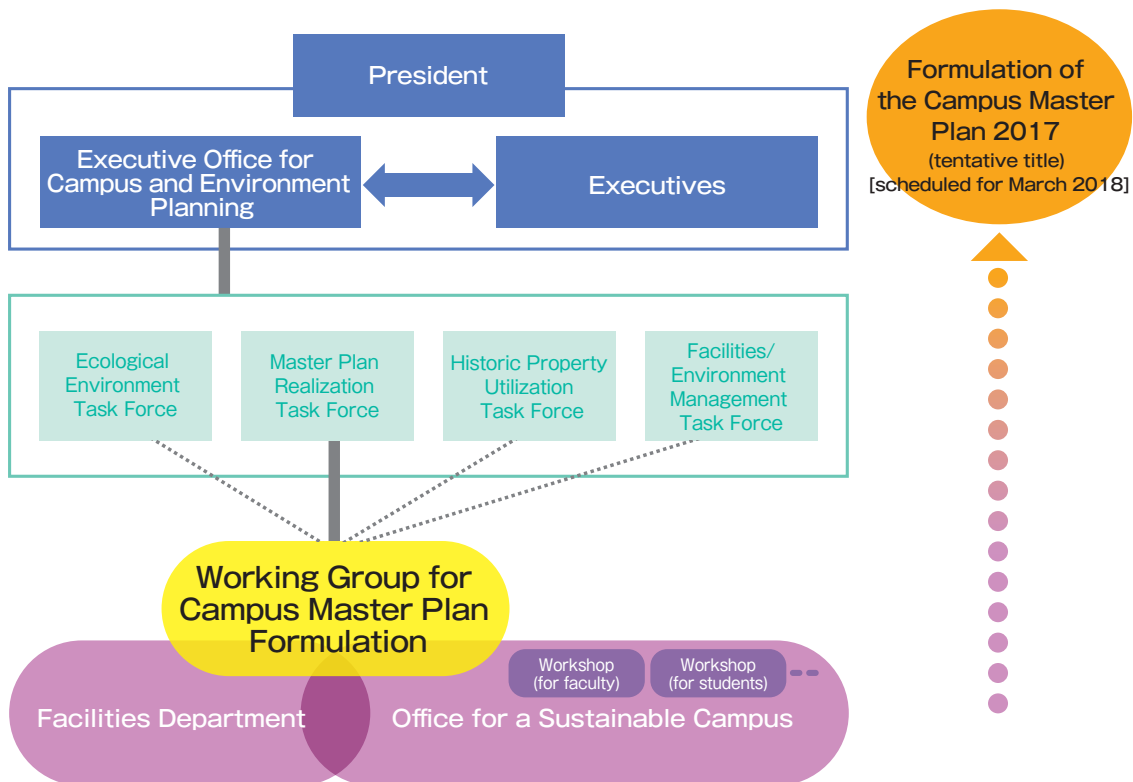 President
Executive Office for
Campus and Environment
Planning
Executives
Formulation of
the Campus Master
Plan 2017
(tentative title)
[scheduled for March 2018]
Ecological
Environment
Task Force
Master Plan
Realization
Task Force
Historic Property
Utilization
Task Force
Facilities/
Environment
Management
Task Force
Working Group for
Campus Master Plan
Formulation
Workshop
(for faculty)
Workshop
(for students)
Facilities Department
Office for a Sustainable Campus